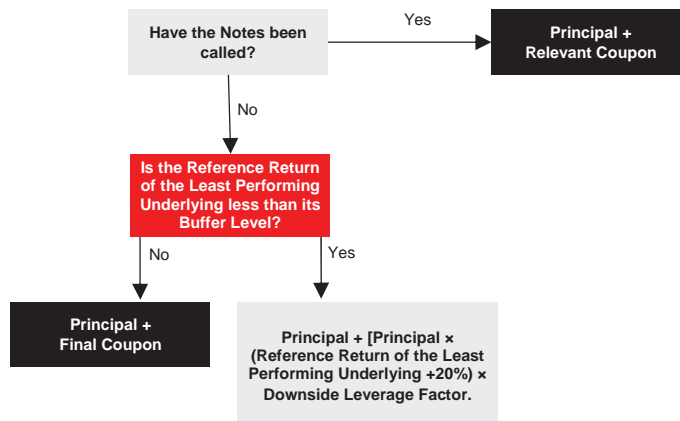 Have the Notes been
called?
Yes
Principal +
Relevant Coupon
No
Is the Reference Return
of the Least Performing
Underlying less than its
Buffer Level?
No
Yes
Principal +
Final Coupon
Principal + [Principal ×
(Reference Return of the Least
Performing Underlying +20%) ×
Downside Leverage Factor.